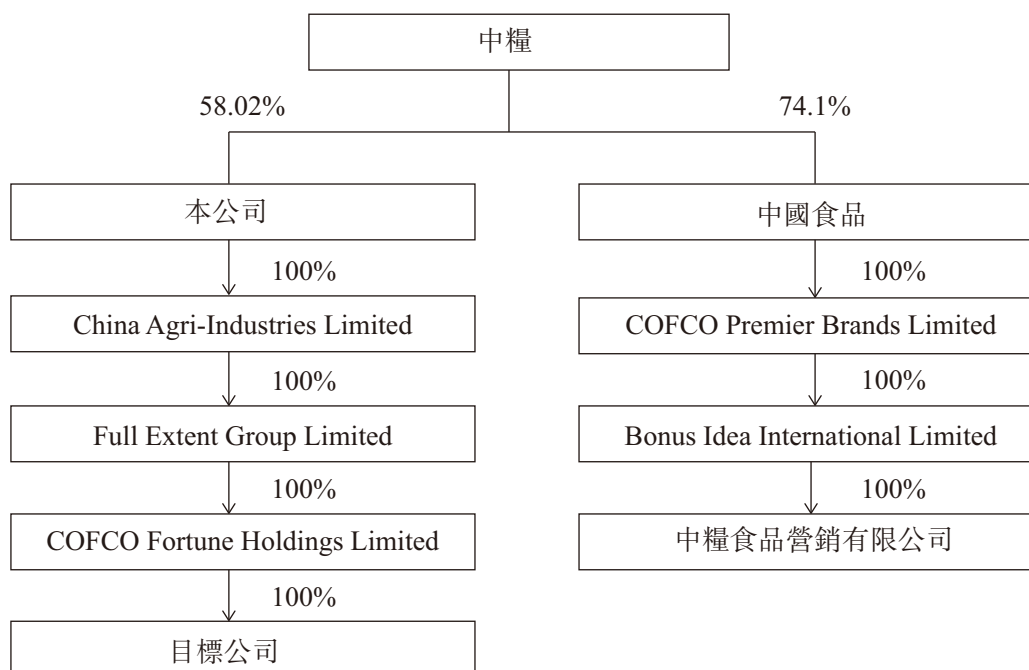 中糧
58.02%
74.1%
本公司
中國食品
100%
100%
China Agri-Industries Limited
COFCO Premier Brands Limited
100%
100%
Full Extent Group Limited
Bonus Idea International Limited
100%
100%
COFCO Fortune Holdings Limited
中糧食品營銷有限公司
100%
目標公司